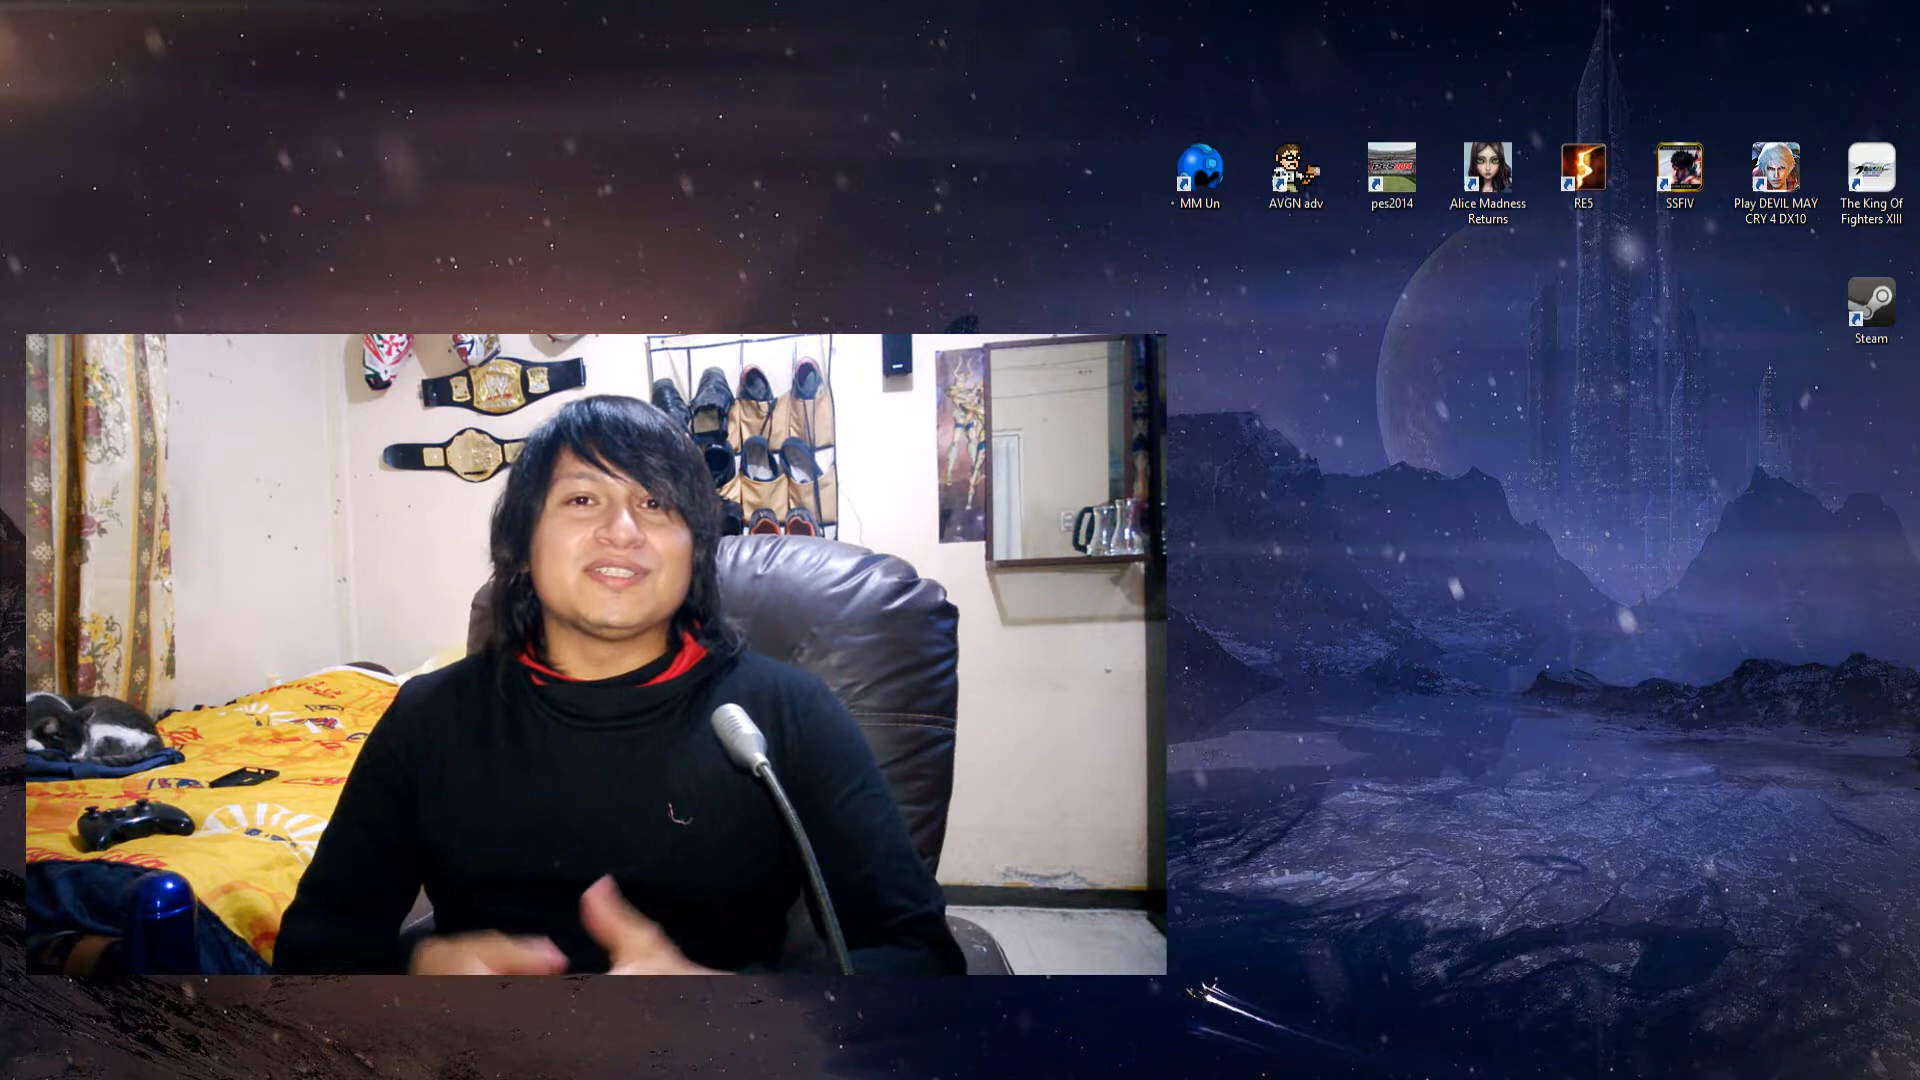 MM Un
AVGN adv
pes2014
Alice Madness
Returns
RE5
SSFIV
Play DEVIL MAY
CRY 4 DX10
The King Of
Fighters XIII
Steam